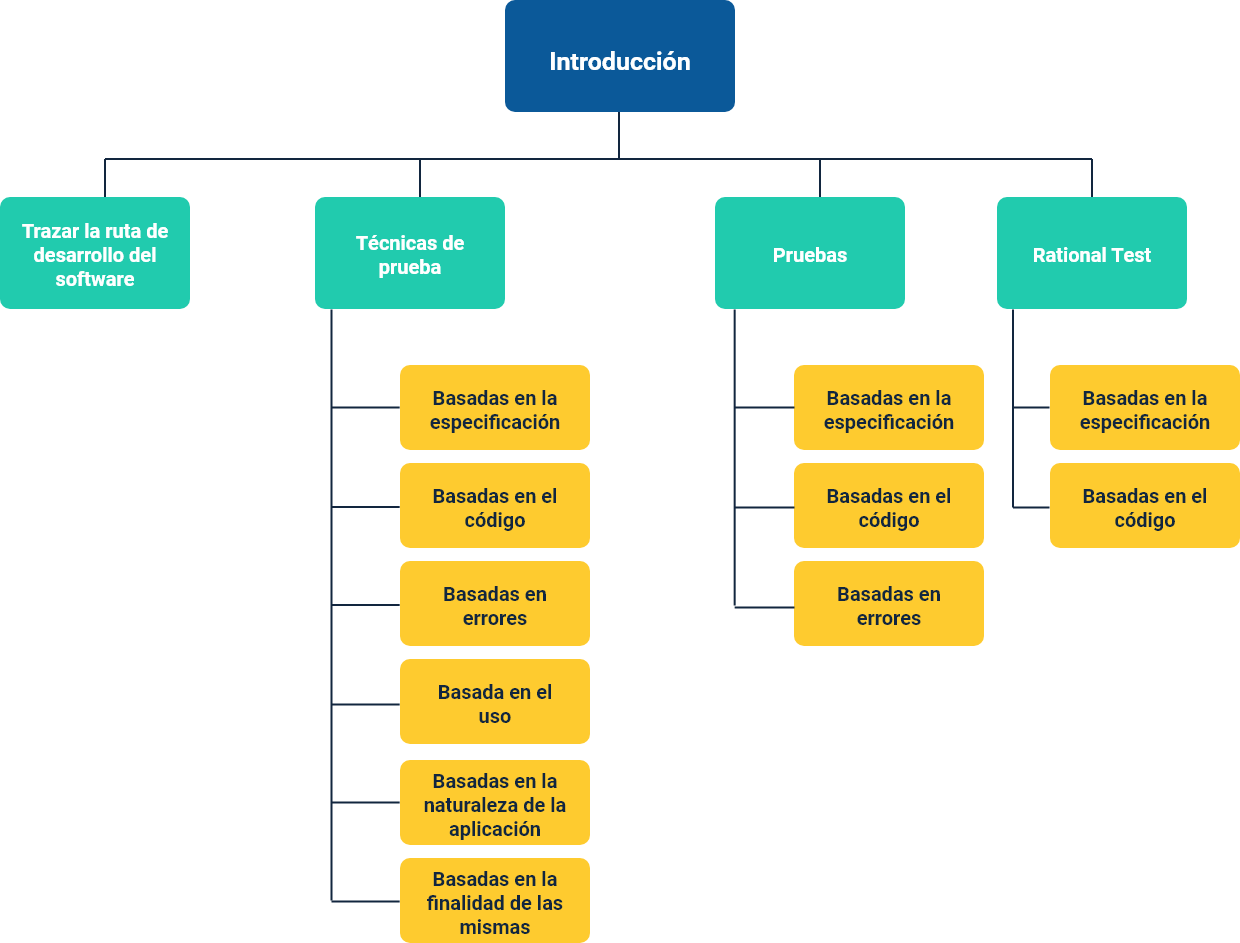 Introducción
Trazar la ruta de
desarrollo del
software
Técnicas de
prueba
Basadas en la
especificación
Basadas en el
código
Basadas en
errores
Basada en el
uso
Basadas en la
naturaleza de la
aplicación
Basadas en la
finalidad de las
mismas
Pruebas
Basadas en la
especificación
Basadas en el
código
Basadas en
errores
Rational Test
Basadas en la
especificación
Basadas en el
código